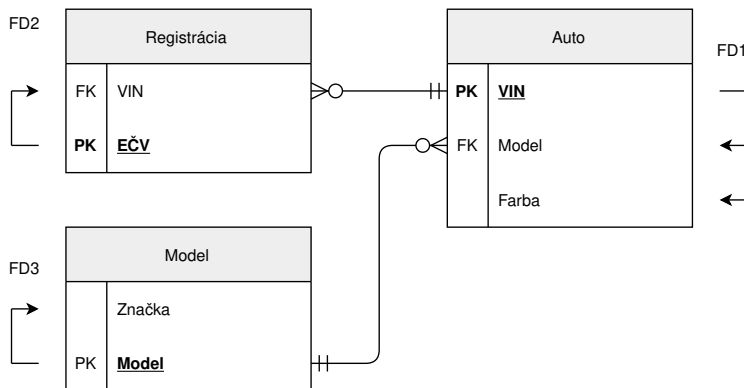 FD2
Registrácia
FK VIN
PK EČV
Auto
FD1
PK VIN
FK Model
Farba
Model
FD3
Značka
PK Model